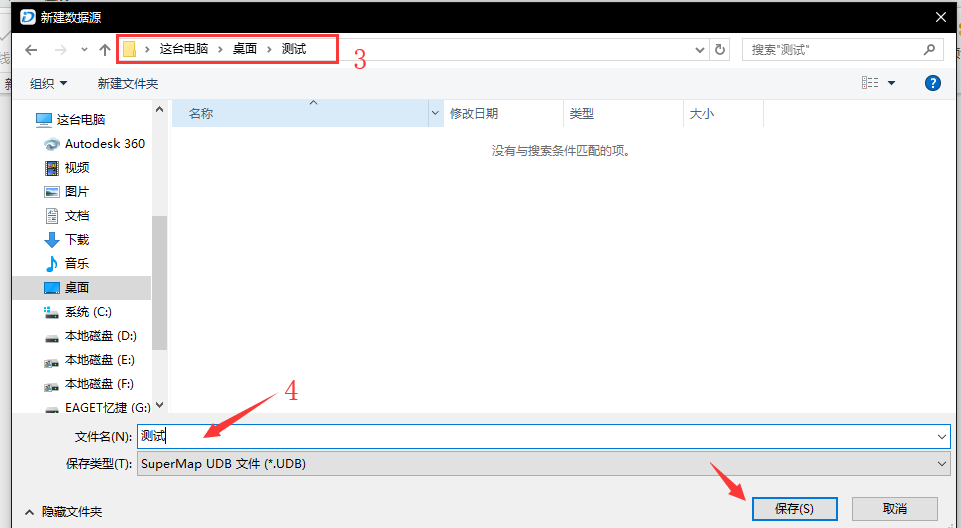 新建数据源
这台电脑 > 桌面 > 测试
3
搜索"测试"
组织 新建文件夹
名称 修改日期 类型 大小
没有与搜索条件匹配的项。
这台电脑
Autodesk 360
视频
图片
文档
下载
音乐
桌面
系统 (C:)
本地磁盘 (D:)
本地磁盘 (E:)
本地磁盘 (F:)
EAGET忆捷 (G:)
4
文件名(N): 测试
保存类型(T): SuperMap UDB 文件 (*.UDB)
隐藏文件夹
保存(S) 取消